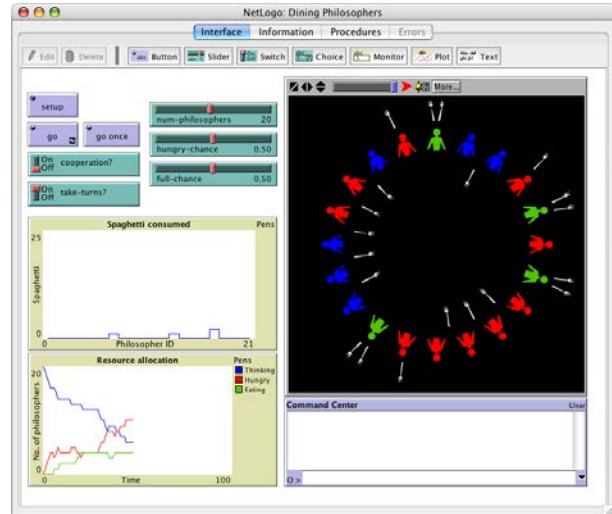 NetLogo: Dining Philosophers
Interface Information Procedures Errors
Edit Delete Button Slider Switch Choice Monitor Plot Text
setup
go go once
On
Off cooperation?
On
Off take-turns?
num-philosophers 20
hungry-chance 0.50
full-chance 0.50
More...
Spaghetti consumed Pens
25
Spaghetti
0
0 Philosopher ID 21
Resource allocation Pens
Thinking
Hungry
Eating
20
No. of philosophers
0
0 Time 100
Command Center Clear
O>